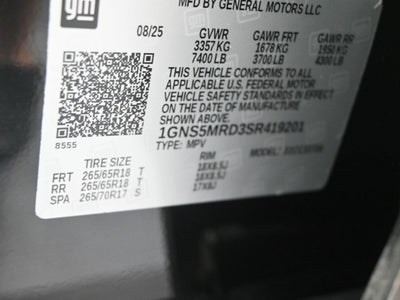 gm
MFD BY GENERAL MOTORS LLC
08/25 GVWR GAWR FRT GAWR RR
3357 KG 1678 KG 1950 KG
7400 LB 3700 LB 4300 LB
THIS VEHICLE CONFORMS TO ALL
APPLICABLE U.S. FEDERAL MOTOR
VEHICLE SAFETY STANDARDS IN EFFECT
ON THE DATE OF MANUFACTURE
SHOWN ABOVE.
1GNS5MRD3SR419201
8555 TYPE: MPV
TIRE SIZE RIM
FRT 265/65R18 T 18X8.5J
RR 265/65R18 T 18X8.5J
SPA 265/70R17 S 17X8J